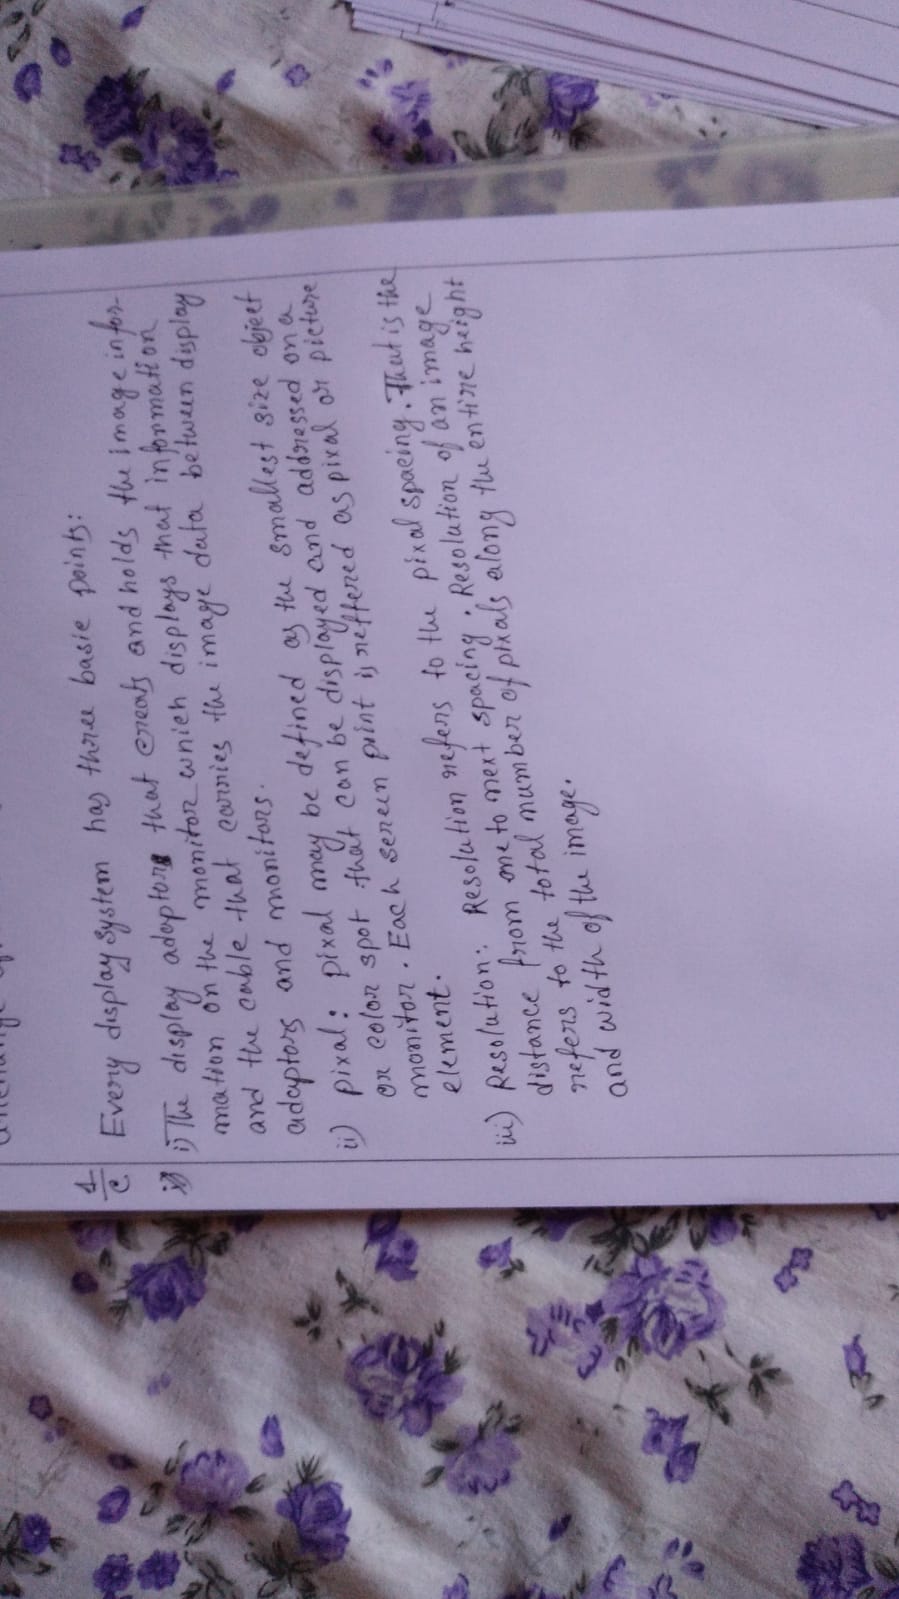 1/c Every display system has three basic points:
i) The display adaptors that creats and holds the image infor-
mation on the monitor which displays that information
and the cable that carries the image data between display
adaptors and monitors.
ii) pixal: pixal may be defined as the smallest size object
or color spot that can be displayed and addressed on a
monitor. Each screen point is reffered as pixal or picture
element.
iii) Resolution: Resolution refers to the pixal spacing. That is the
distance from one to next spacing. Resolution of an image
refers to the total number of pixals along the entire height
and width of the image.